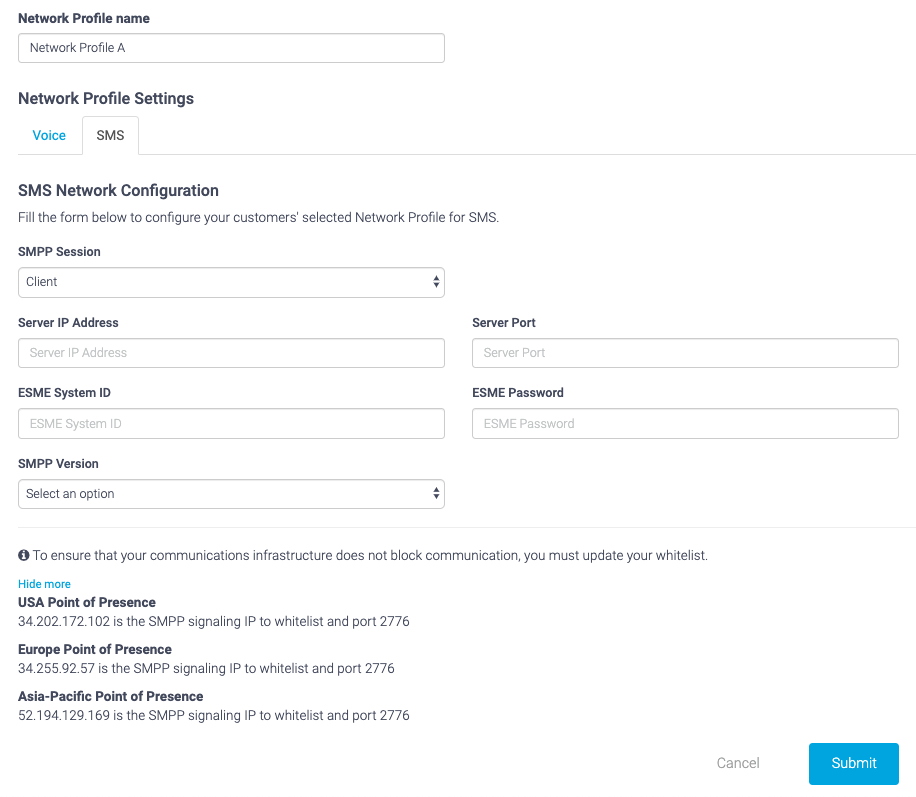 Network Profile name
Network Profile A
Network Profile Settings
Voice SMS
SMS Network Configuration
Fill the form below to configure your customers' selected Network Profile for SMS.
SMPP Session
Client
Server IP Address Server Port
Server IP Address Server Port
ESME System ID ESME Password
ESME System ID ESME Password
SMPP Version
Select an option
To ensure that your communications infrastructure does not block communication, you must update your whitelist.
Hide more
USA Point of Presence
34.202.172.102 is the SMPP signaling IP to whitelist and port 2776
Europe Point of Presence
34.255.92.57 is the SMPP signaling IP to whitelist and port 2776
Asia-Pacific Point of Presence
52.194.129.169 is the SMPP signaling IP to whitelist and port 2776
Cancel Submit